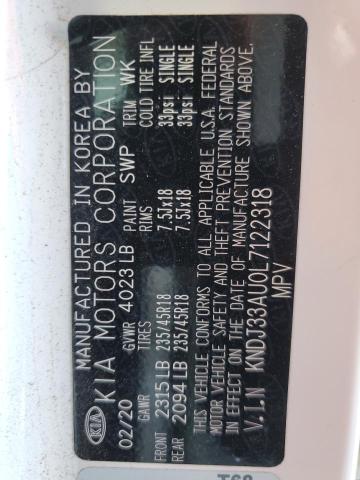 MANUFACTURED IN KOREA BY
KIA KIA MOTORS CORPORATION
02/20 GVWR 4023 LB PAINT SWP TRIM WK
GAWR TIRES RIMS COLD TIRE INFL
FRONT 2315 LB 235/45R18 7.5Jx18 33psi SINGLE
REAR 2094 LB 235/45R18 7.5Jx18 33psi SINGLE
THIS VEHICLE CONFORMS TO ALL APPLICABLE U.S.A. FEDERAL
MOTOR VEHICLE SAFETY AND THEFT PREVENTION STANDARDS
IN EFFECT ON THE DATE OF MANUFACTURE SHOWN ABOVE.
V.I.N KNDJ33AU0L7122318
MPV